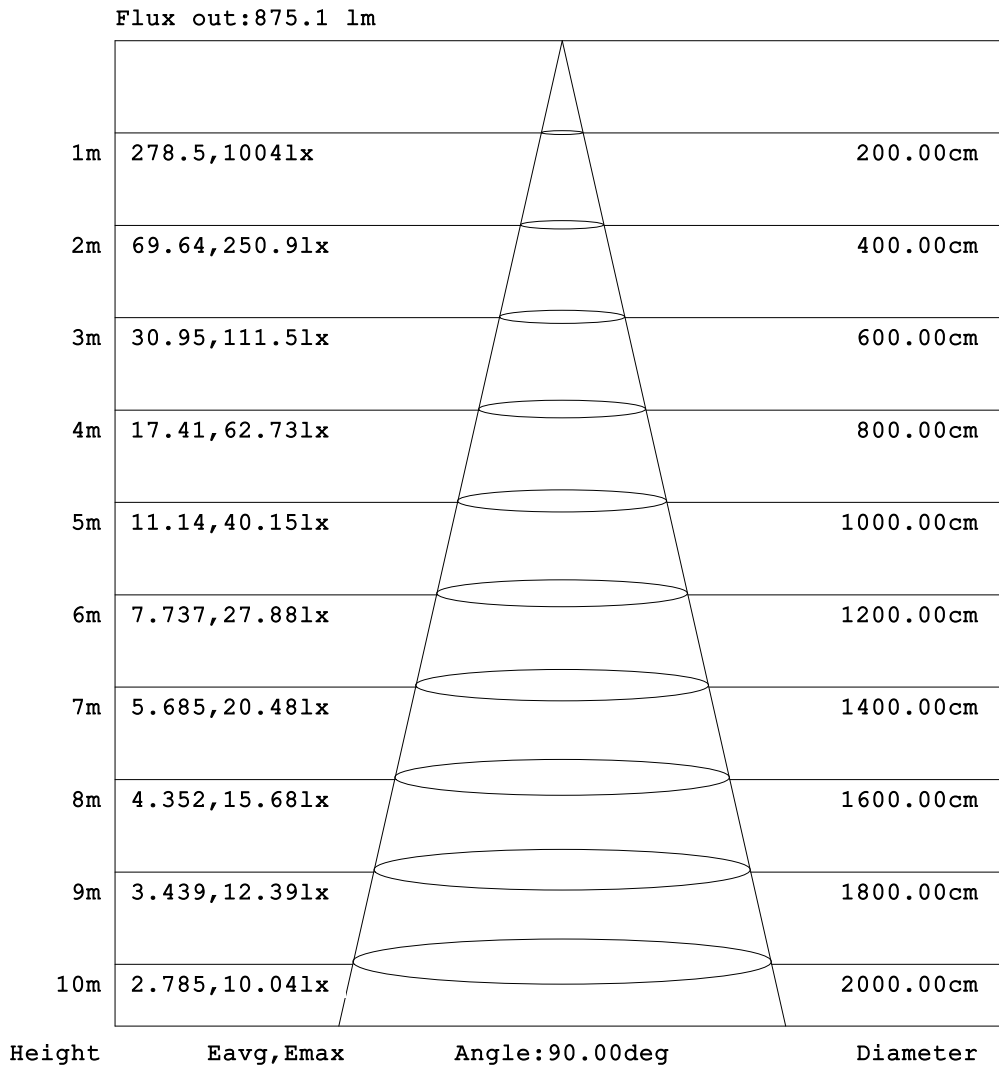 Flux out:875.1 lm
1m 278.5,1004lx 200.00cm
2m 69.64,250.9lx 400.00cm
3m 30.95,111.5lx 600.00cm
4m 17.41,62.73lx 800.00cm
5m 11.14,40.15lx 1000.00cm
6m 7.737,27.88lx 1200.00cm
7m 5.685,20.48lx 1400.00cm
8m 4.352,15.68lx 1600.00cm
9m 3.439,12.39lx 1800.00cm
10m 2.785,10.04lx 2000.00cm
Height Eavg,Emax Angle:90.00deg Diameter